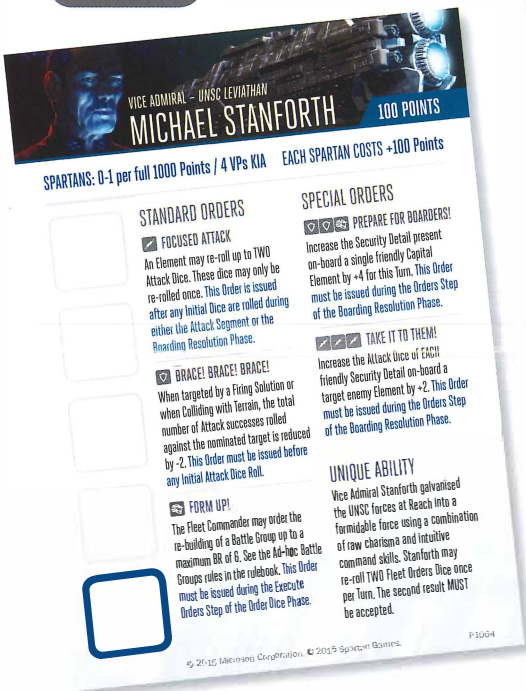 VICE ADMIRAL – UNSC LEVIATHAN
MICHAEL STANFORTH
100 POINTS
SPARTANS: 0-1 per full 1000 Points / 4 VPs KIA
EACH SPARTAN COSTS +100 Points
STANDARD ORDERS
FOCUSED ATTACK
An Element may re-roll up to TWO
Attack Dice. These dice may only be
re-rolled once. This Order is issued
after any Initial Dice are rolled during
either the Attack Segment or the
Boarding Resolution Phase.
BRACE! BRACE! BRACE!
When targeted by a Firing Solution or
when Colliding with Terrain, the total
number of Attack successes rolled
against the nominated target is reduced
by -2. This Order must be issued before
any Initial Attack Dice Roll.
FORM UP!
The Fleet Commander may order the
re-building of a Battle Group up to a
maximum BR of 6. See the Ad-hoc Battle
Groups rules in the rulebook. This Order
must be issued during the Execute
Orders Step of the Order Dice Phase.
SPECIAL ORDERS
PREPARE FOR BOARDERS!
Increase the Security Detail present
on-board a single friendly Capital
Element by +4 for this Turn. This Order
must be issued during the Orders Step
of the Boarding Resolution Phase.
TAKE IT TO THEM!
Increase the Attack Dice of EACH
friendly Security Detail on-board a
target enemy Element by +2. This Order
must be issued during the Orders Step
of the Boarding Resolution Phase.
UNIQUE ABILITY
Vice Admiral Stanforth galvanised
the UNSC forces at Reach into a
formidable force using a combination
of raw charisma and intuitive
command skills. Stanforth may
re-roll TWO Fleet Orders Dice once
per Turn. The second result MUST
be accepted.
© 2015 Microsoft Corporation. © 2015 Spartan Games.
P1004